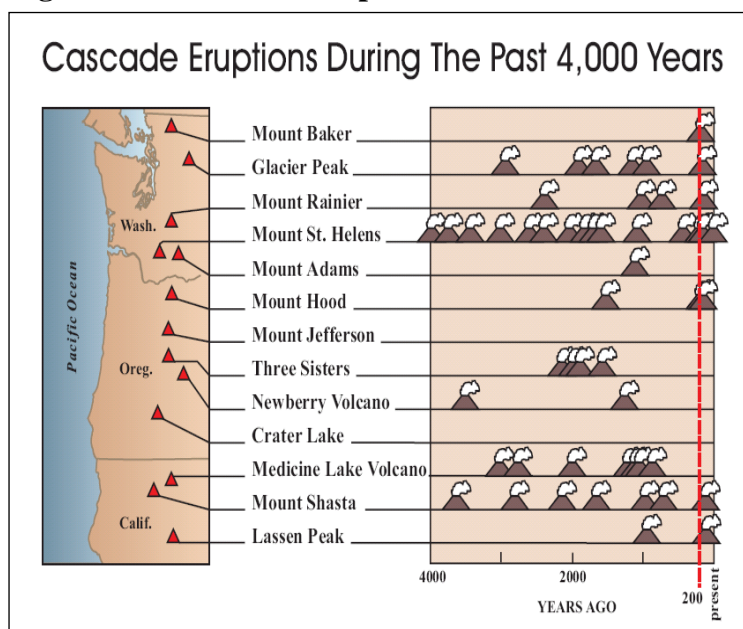 Cascade Eruptions During The Past 4,000 Years
Mount Baker
Glacier Peak
Mount Rainier
Wash.
Mount St. Helens
Mount Adams
Mount Hood
Pacific Ocean
Mount Jefferson
Oreg.
Three Sisters
Newberry Volcano
Crater Lake
Medicine Lake Volcano
Mount Shasta
Calif.
Lassen Peak
4000
2000
200
present
YEARS AGO